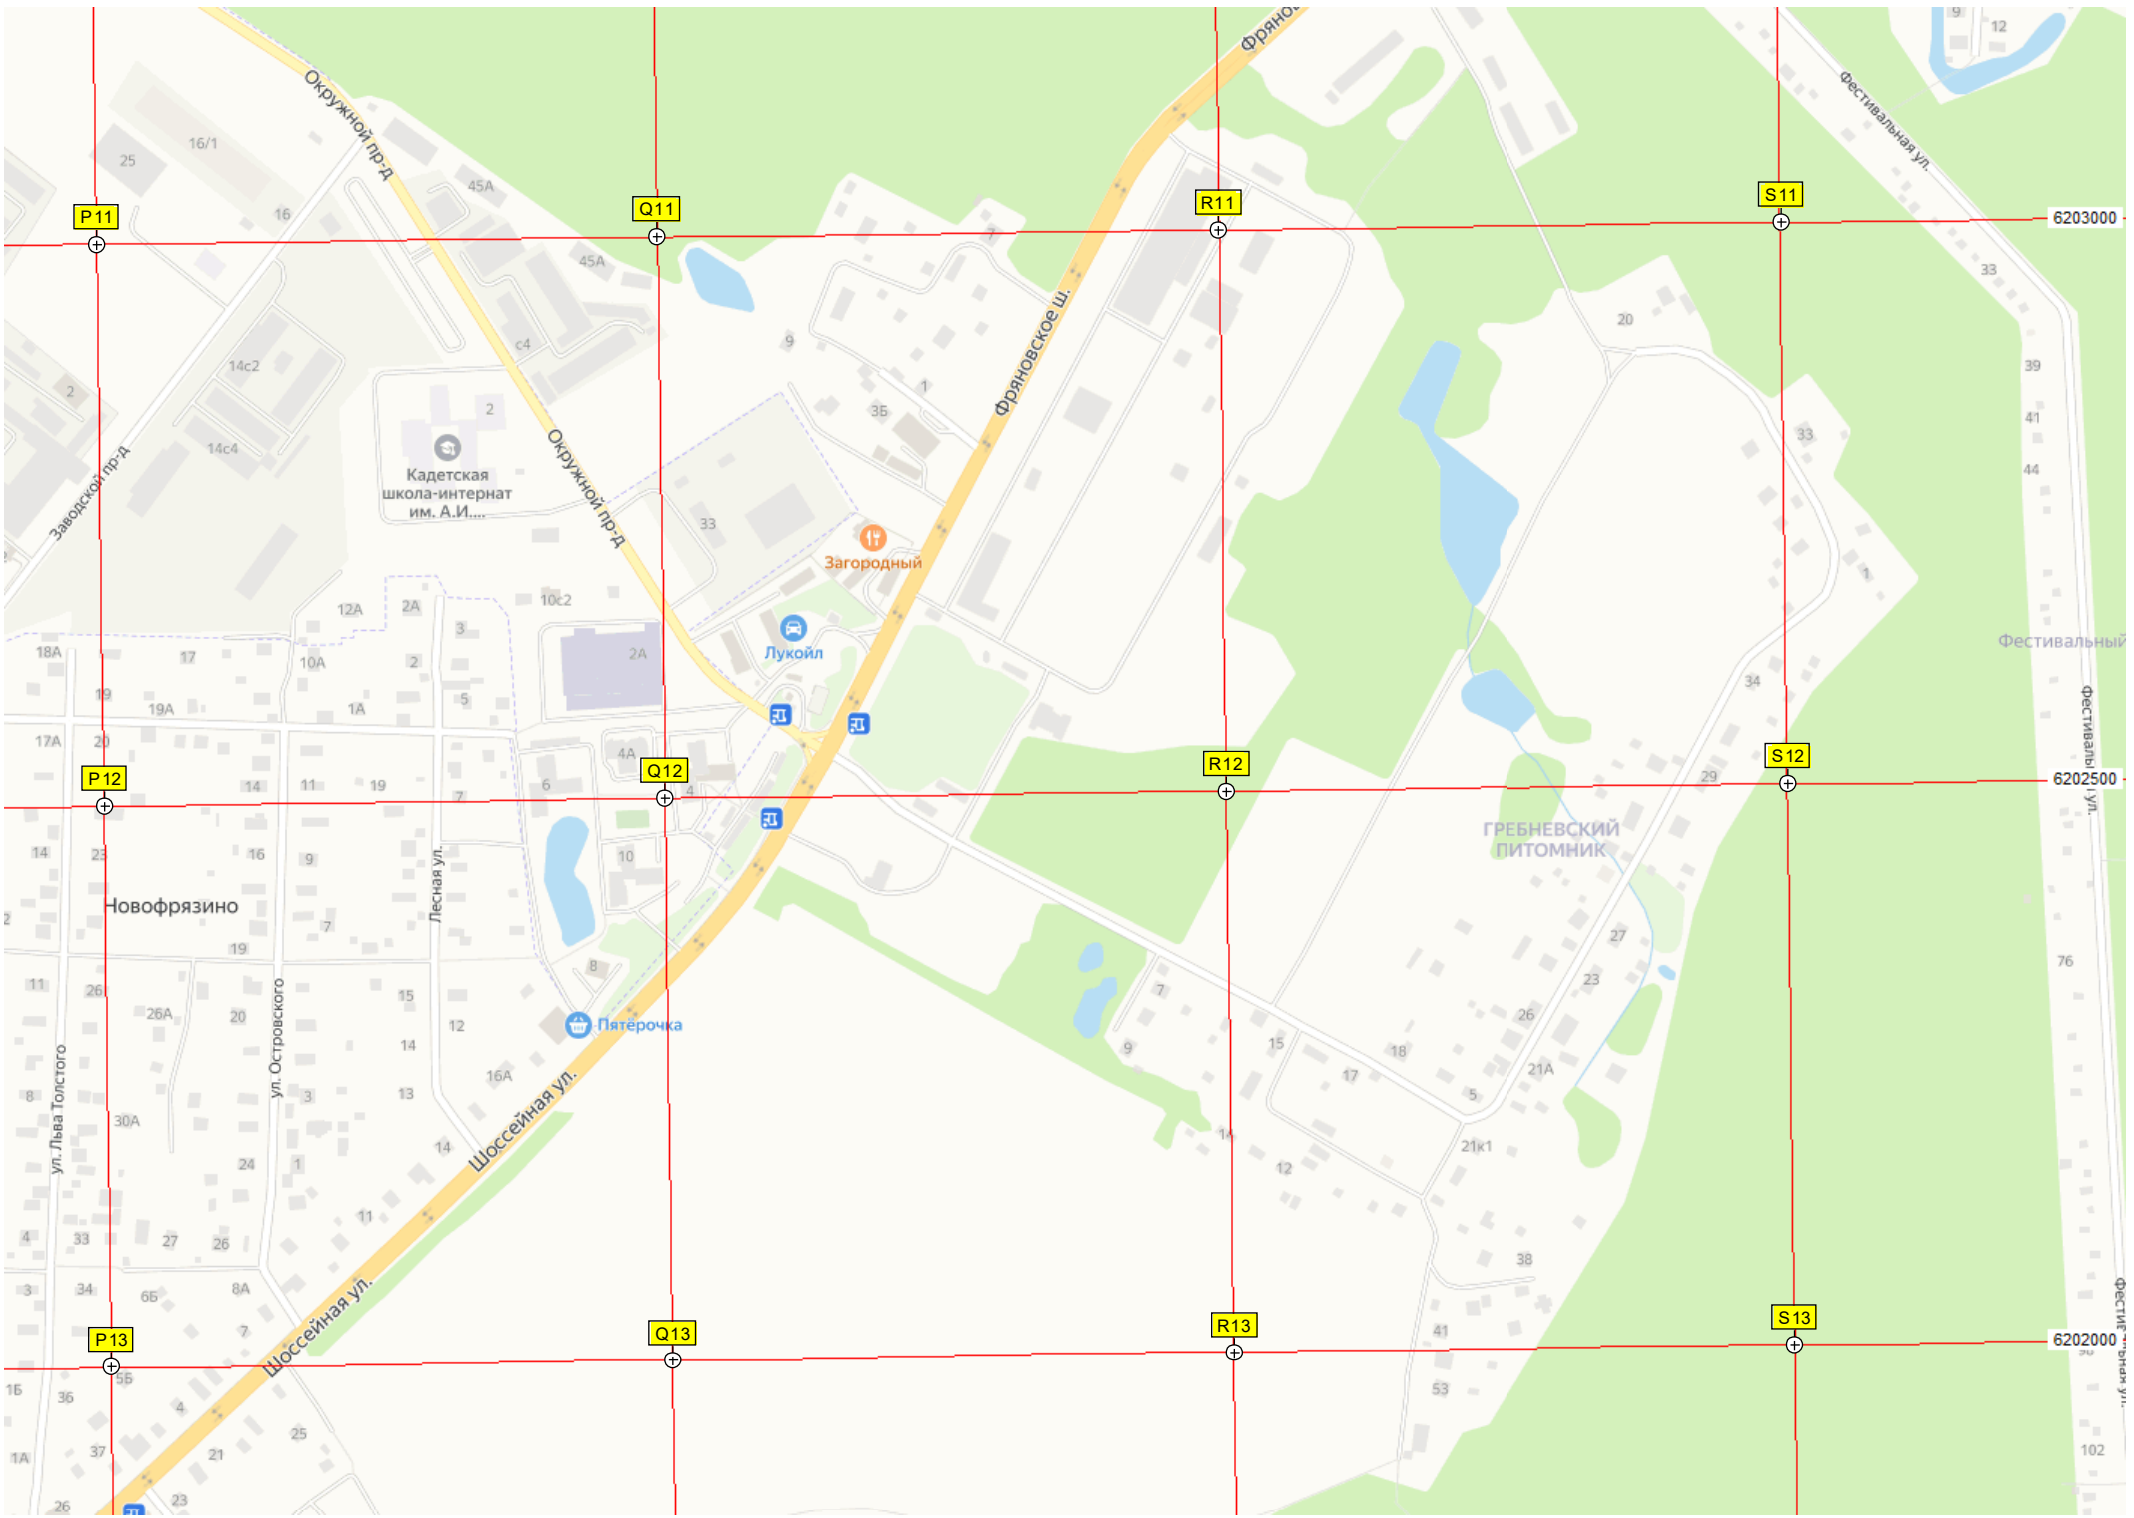 Фрянов
9
12
Окружной пр-д
Фестивальная ул.
16/1
25
45А
16
P11
Q11
R11
S11
6203000
7
45А
33
20
9
с4
14с2
2
2
1
3Б
39
41
33
44
14с4
Фряновское ш.
Кадетская
школа-интернат
им. А.И....
Окружной пр-д
Заводской пр-д
33
Загородный
1
12А
2А
10с2
3
Лукойл
2А
18А
17
10А
2
Фестивальный
34
19
19А
1А
5
17А
20
4А
P12
Q12
R12
S12
6202500
14
11
19
7
6
4
29
Фестивальная ул.
ГРЕБНЕВСКИЙ
ПИТОМНИК
14
23
16
9
10
Лесная ул.
Новофрязино
2
7
19
27
8
76
11
26
7
23
26А
20
15
26
Пятёрочка
12
14
9
15
18
17
21А
ул. Льва Толстого
ул. Островского
16А
8
3
13
5
30А
Шоссейная ул.
14
14
21к1
24
1
12
11
4
33
27
26
38
3
34
6Б
8А
Шоссейная ул.
7
41
P13
Q13
R13
S13
6202000
5Б
1Б
36
4
53
25
37
21
1А
102
26
23